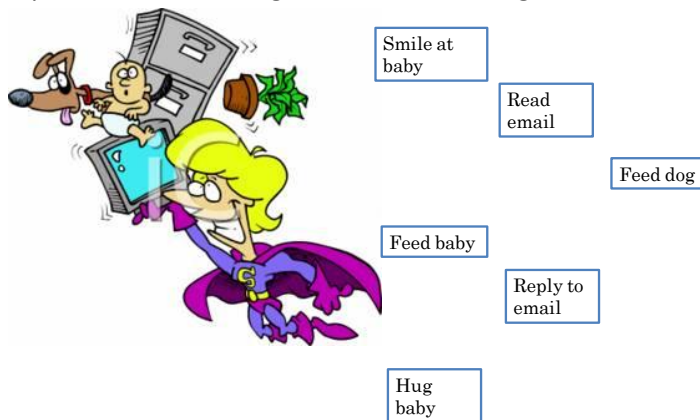 Smile at
baby
Read
email
Feed dog
Feed baby
Reply to
email
Hug
baby
S